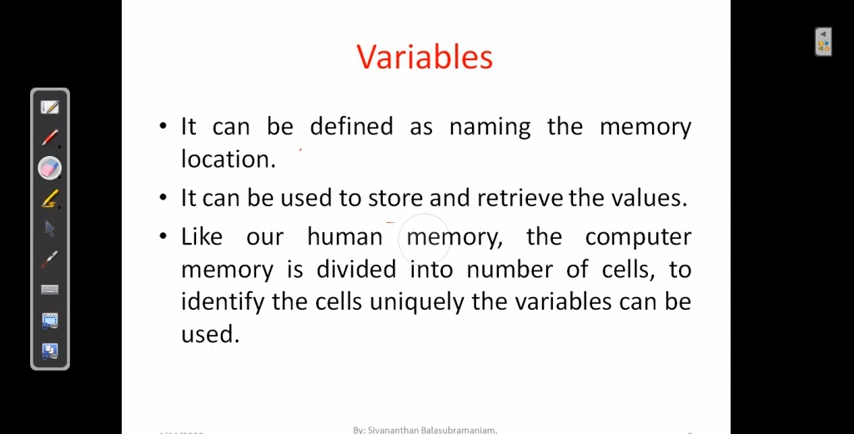 Variables
• It can be defined as naming the memory
location.
• It can be used to store and retrieve the values.
• Like our human memory, the computer
memory is divided into number of cells, to
identify the cells uniquely the variables can be
used.
By: Sivananthan Balasubramaniam,